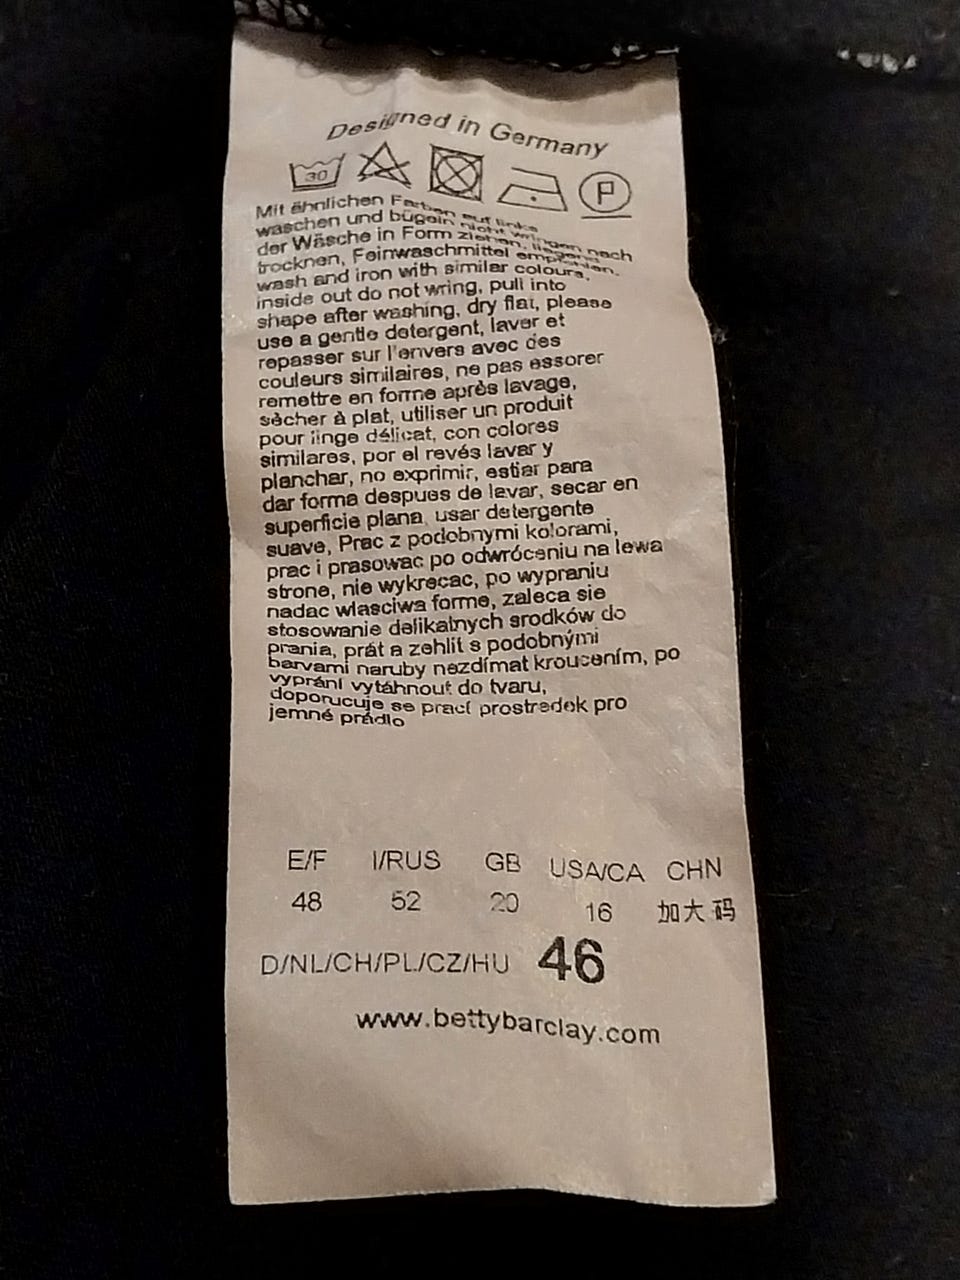 Designed in Germany
30
P
Mit ähnlichen Farben auf links
waschen und bügeln nicht wringen nach
der Wäsche in Form ziehen, liegend
trocknen, Feinwaschmittel empfohlen.
wash and iron with similar colours,
inside out do not wring, pull into
shape after washing, dry flat, please
use a gentle detergent, laver et
repasser sur l'envers avec des
couleurs similaires, ne pas essorer
remettre en forme après lavage,
sècher à plat, utiliser un produit
pour linge délicat, con colores
similares, por el revés lavar y
planchar, no exprimir, estiar para
dar forma despues de lavar, secar en
superficie plana, usar detergente
suave, Prac z podobnymi kolorami,
prac i prasowac po odwróceniu na lewa
strone, nie wykrecac, po wypraniu
nadac wlasciwa forme, zaleca sie
stosowanie delikatnych srodków do
prania, prát a zehlit s podobnými
barvami naruby nezdímat kroucením, po
vyprání vytáhnout do tvaru,
doporucuje se prací prostredek pro
jemné prádlo
E/F I/RUS GB USA/CA CHN
48 52 20 16 加大码
D/NL/CH/PL/CZ/HU 46
www.bettybarclay.com